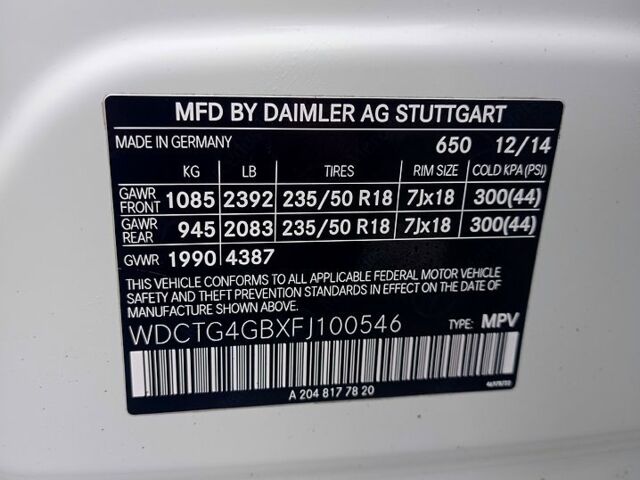 MFD BY DAIMLER AG STUTTGART
MADE IN GERMANY 650 12/14
KG LB TIRES RIM SIZE COLD KPA (PSI)
GAWR FRONT 1085 2392 235/50 R18 7Jx18 300(44)
GAWR REAR 945 2083 235/50 R18 7Jx18 300(44)
GVWR 1990 4387
THIS VEHICLE CONFORMS TO ALL APPLICABLE FEDERAL MOTOR VEHICLE
SAFETY AND THEFT PREVENTION STANDARDS IN EFFECT ON THE DATE OF
MANUFACTURE SHOWN ABOVE.
WDCTG4GBXFJ100546 TYPE: MPV
A 204 817 78 20